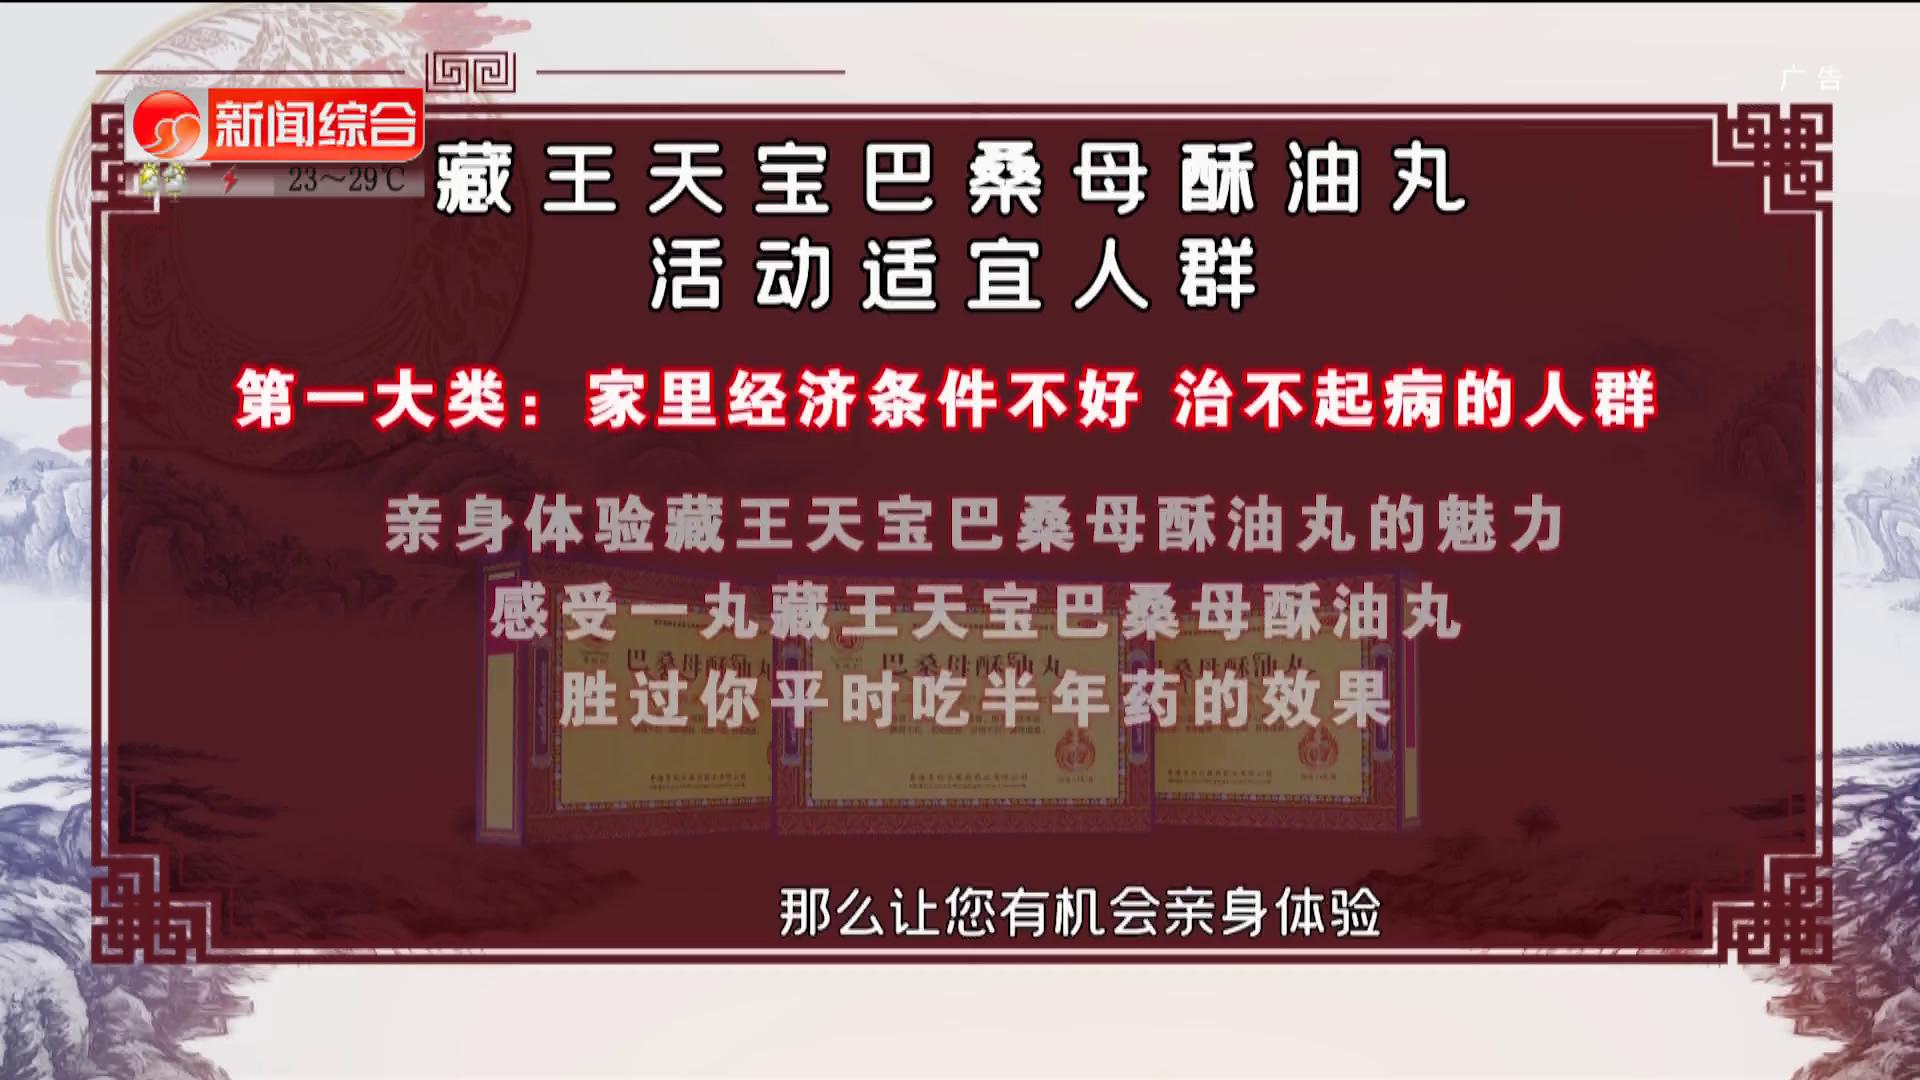 广告
新闻综合
23～29℃
藏王天宝巴桑母酥油丸
活动适宜人群
第一大类：家里经济条件不好 治不起病的人群
亲身体验藏王天宝巴桑母酥油丸的魅力
感受一丸藏王天宝巴桑母酥油丸
胜过你平时吃半年药的效果
巴桑母酥油丸
巴桑母酥油丸
巴桑母酥油丸
那么让您有机会亲身体验